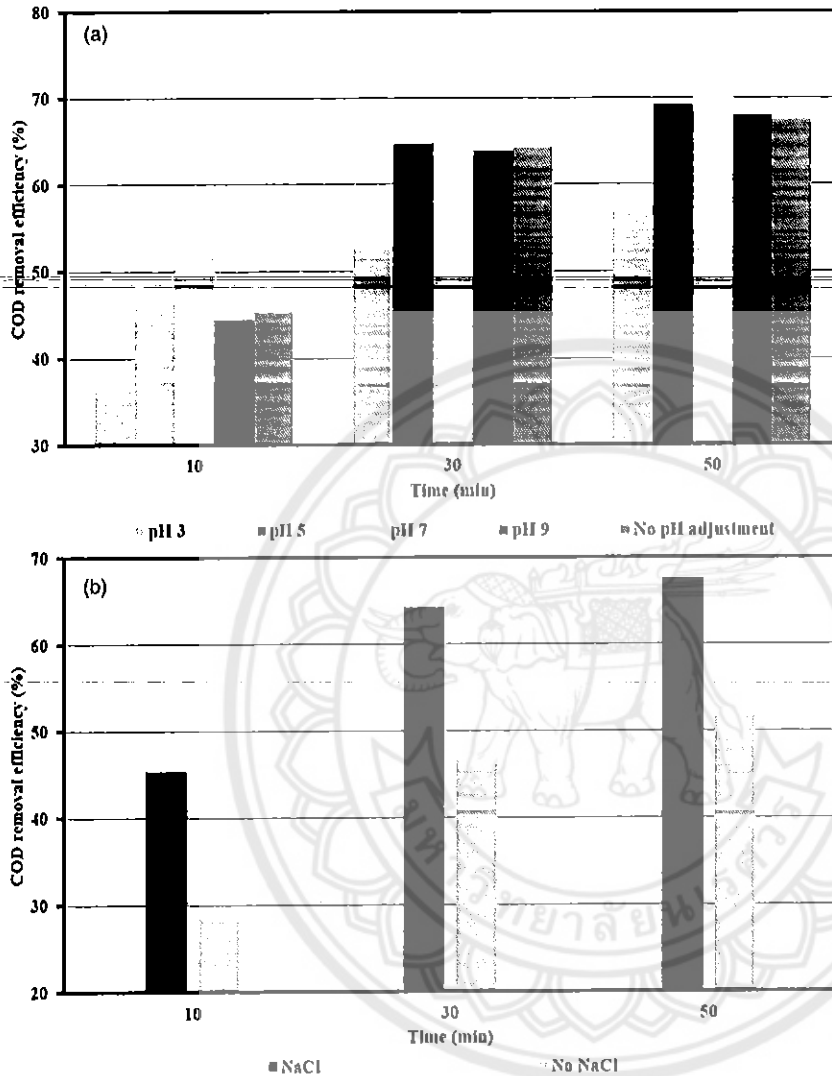 (a)
COD removal efficiency (%)
80
70
60
50
40
30
10 30 50
Time (min)
pH 3 pH 5 pH 7 pH 9 No pH adjustment
(b)
COD removal efficiency (%)
70
60
50
40
30
20
10 30 50
Time (min)
NaCl No NaCl